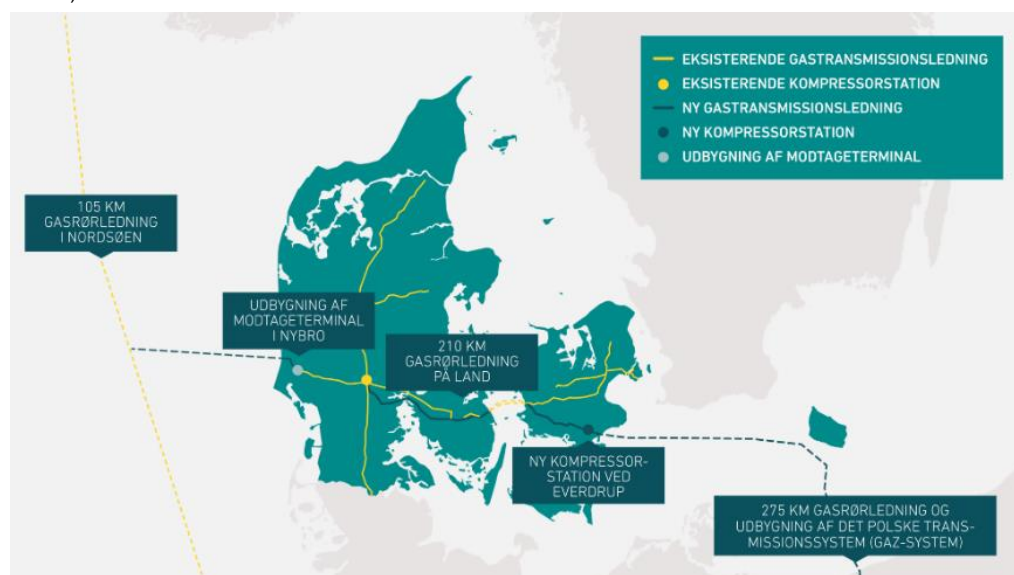 EKSISTERENDE GASTRANSMISSIONSLEDNING
EKSISTERENDE KOMPRESSORSTATION
NY GASTRANSMISSIONSLEDNING
NY KOMPRESSORSTATION
UDBYGNING AF MODTAGETERMINAL
105 KM
GASRØRLEDNING
I NORDSØEN
UDBYGNING AF
MODTAGETERMINAL
I NYBRO
210 KM
GASRØRLEDNING
PÅ LAND
NY KOMPRESSOR-
STATION VED
EVERDRUP
275 KM GASRØRLEDNING OG
UDBYGNING AF DET POLSKE TRANS-
MISSIONSSYSTEM (GAZ-SYSTEM)